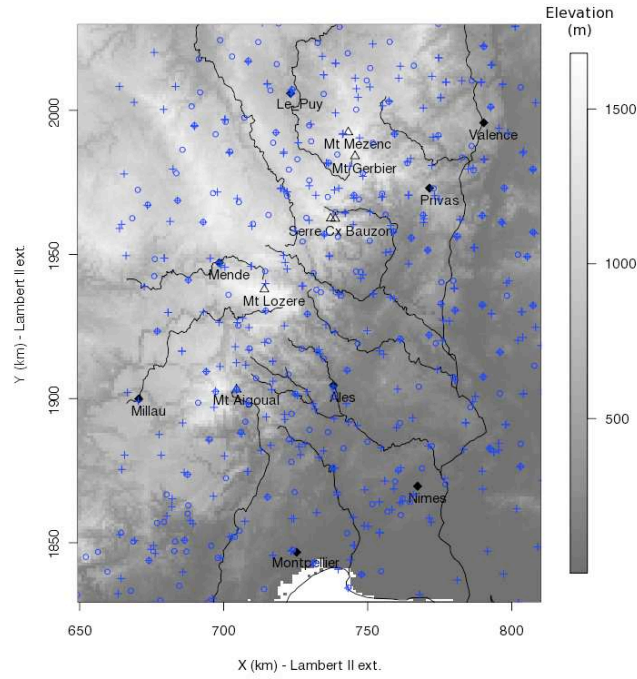 Elevation
(m)
2000
1950
1900
1850
Y (km) - Lambert II ext.
Le_Puy
Mt Mezenc
Valence
Mt Gerbier
Privas
Serre Cx Bauzon
Mende
Mt Lozere
Millau
Mt Aigoual
Ales
Nimes
Montpellier
1500
1000
500
650
700
750
800
X (km) - Lambert II ext.